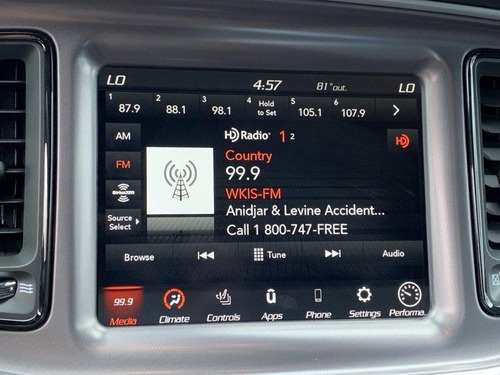 LO 4:57 81°out. LO
1 87.9 2 88.1 3 98.1 4 Hold to Set 5 105.1 6 107.9
AM
HD Radio 1 2
HD
FM
Country
99.9
SiriusXM
WKIS-FM
Anidjar & Levine Accident...
Source Select
Call 1 800-747-FREE
Browse Tune Audio
99.9
Media Climate Controls Apps Phone Settings Performa.